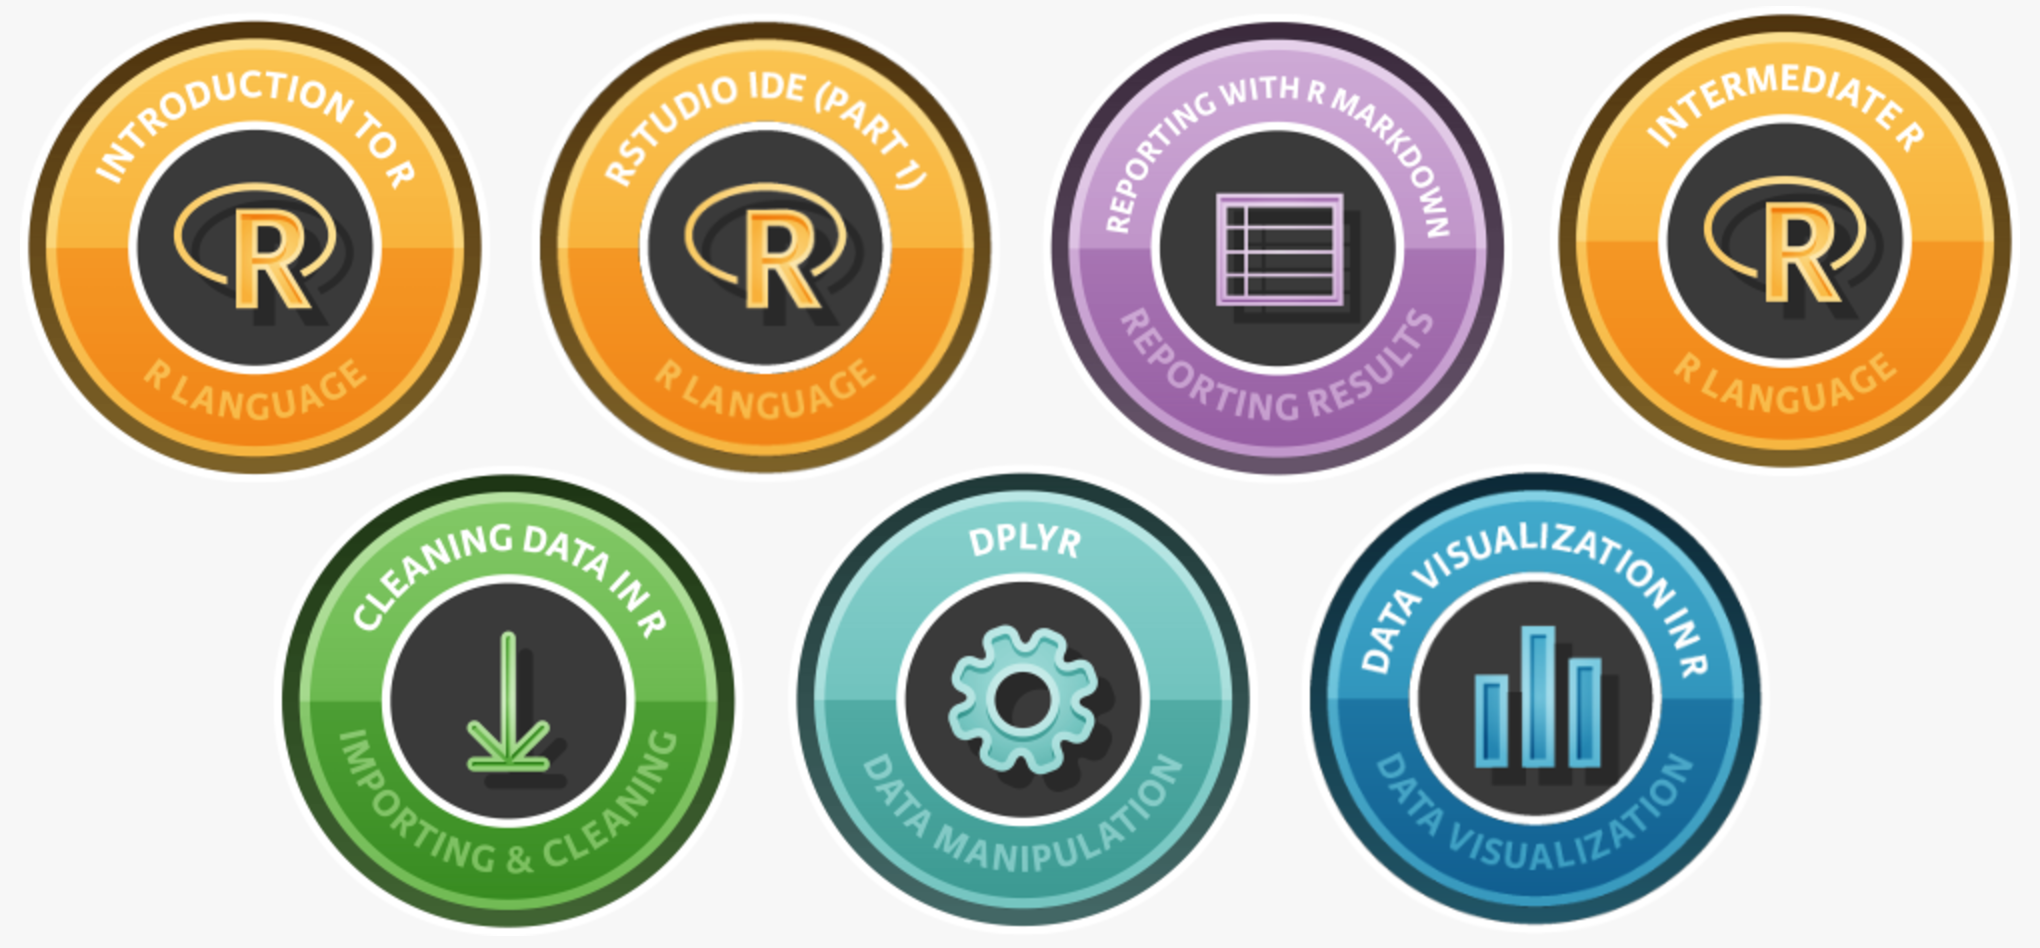 INTRODUCTION TO R
R
R LANGUAGE
RSTUDIO IDE (PART 1)
R
R LANGUAGE
REPORTING WITH R MARKDOWN
REPORTING RESULTS
INTERMEDIATE R
R
R LANGUAGE
CLEANING DATA IN R
IMPORTING & CLEANING
DPLYR
DATA MANIPULATION
DATA VISUALIZATION IN R
DATA VISUALIZATION